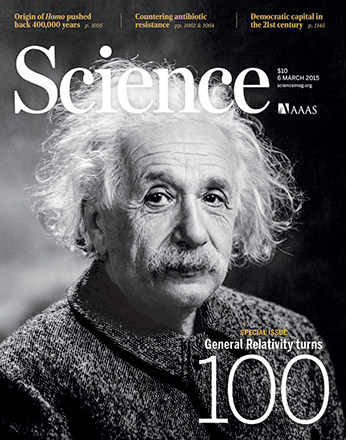 Origin of Homo pushed
back 400,000 years p. 1056
Countering antibiotic
resistance pp. 1062 & 1064
Democratic capital in
the 21st century p. 1145
Science
$10
6 MARCH 2015
sciencemag.org
AAAS
SPECIAL ISSUE
General Relativity turns
100